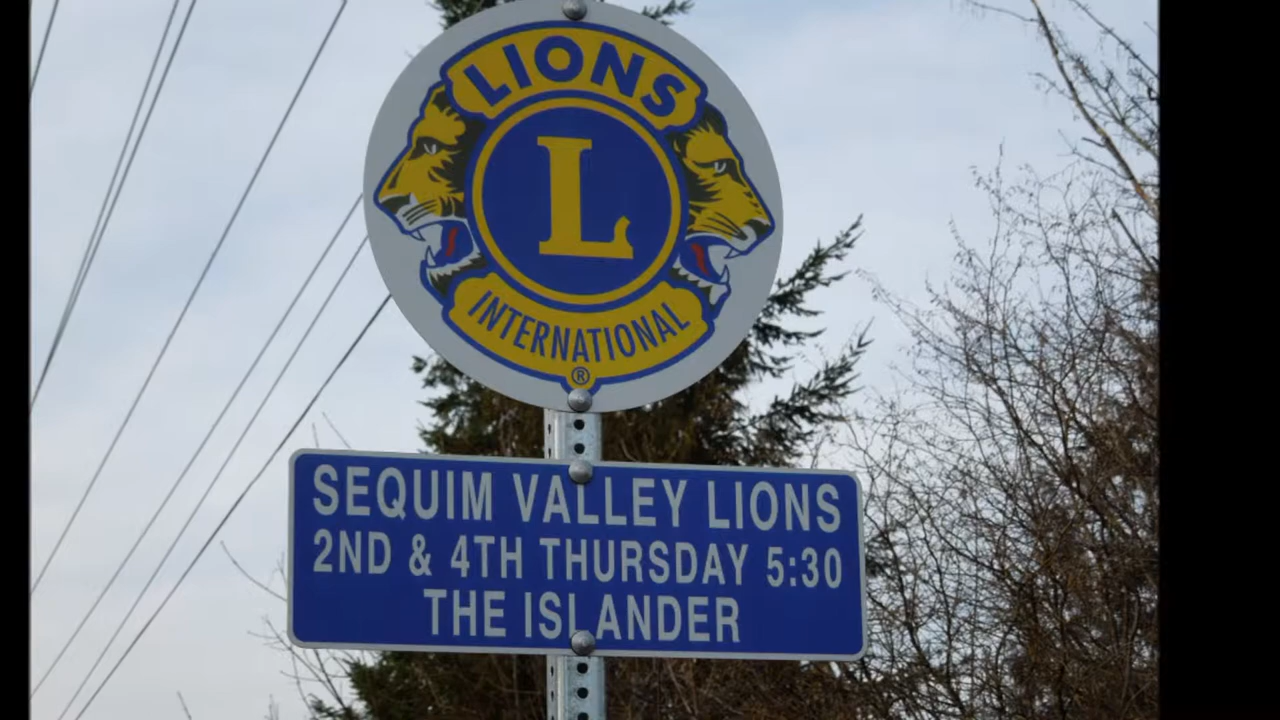 LIONS
L
INTERNATIONAL
®
SEQUIM VALLEY LIONS
2ND & 4TH THURSDAY 5:30
THE ISLANDER